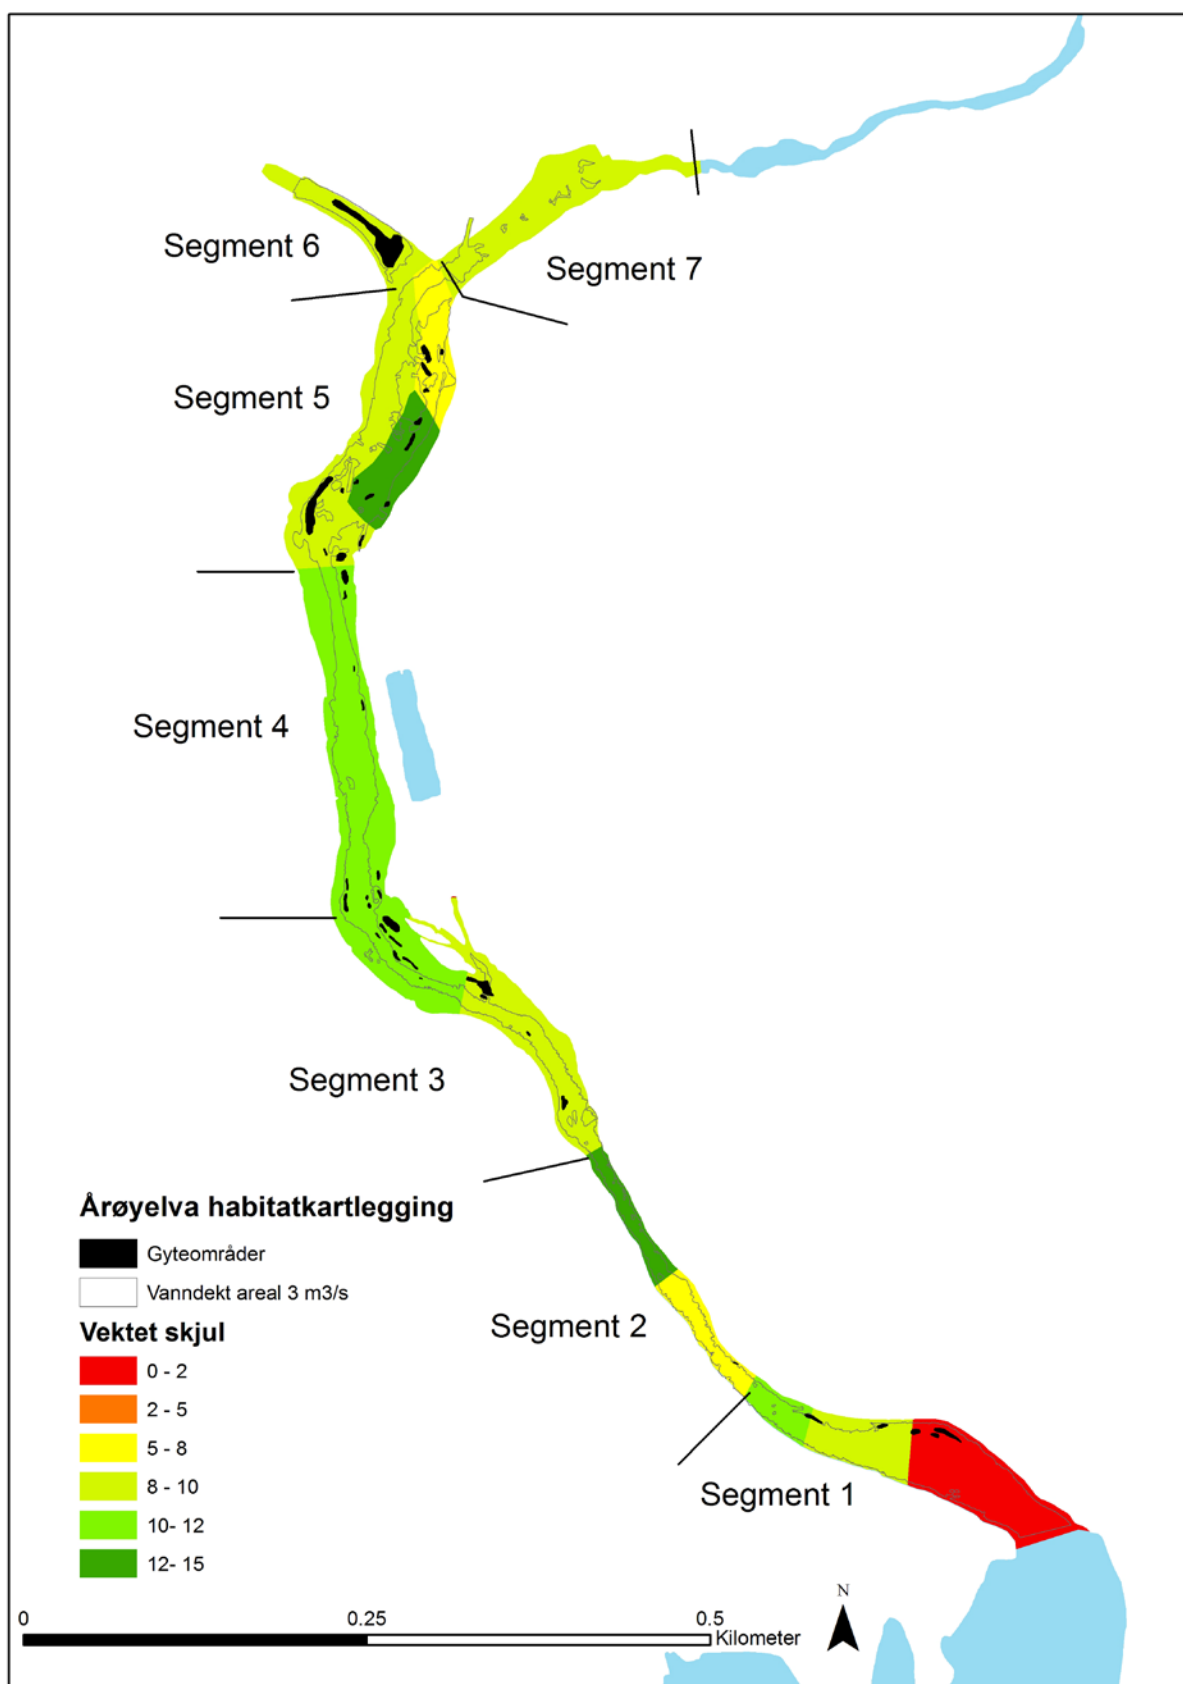 Segment 6
Segment 7
Segment 5
Segment 4
Segment 3
Segment 2
Segment 1
Årøyelva habitatkartlegging
Gyteområder
Vanndekt areal 3 m3/s
Vektet skjul
0 - 2
2 - 5
5 - 8
8 - 10
10- 12
12- 15
0 0.25 0.5
Kilometer
N